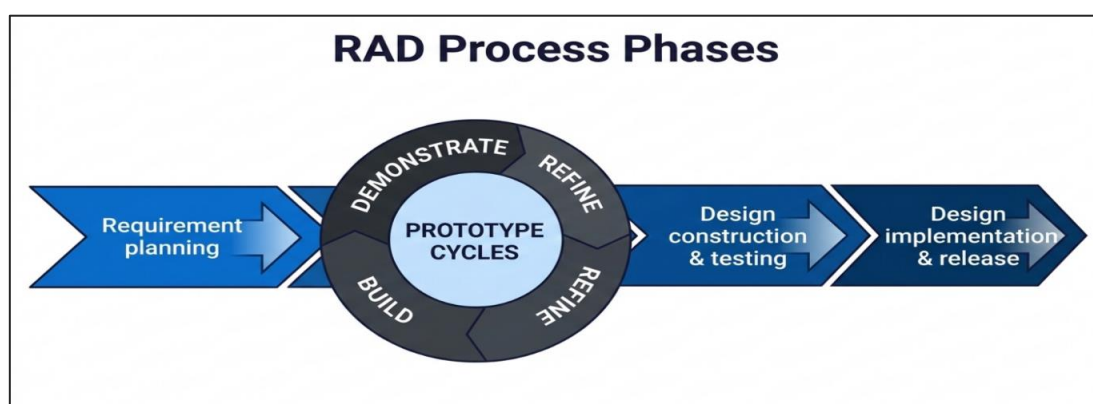 RAD Process Phases
Requirement
planning
DEMONSTRATE
REFINE
REFINE
BUILD
PROTOTYPE
CYCLES
Design
construction
& testing
Design
implementation
& release